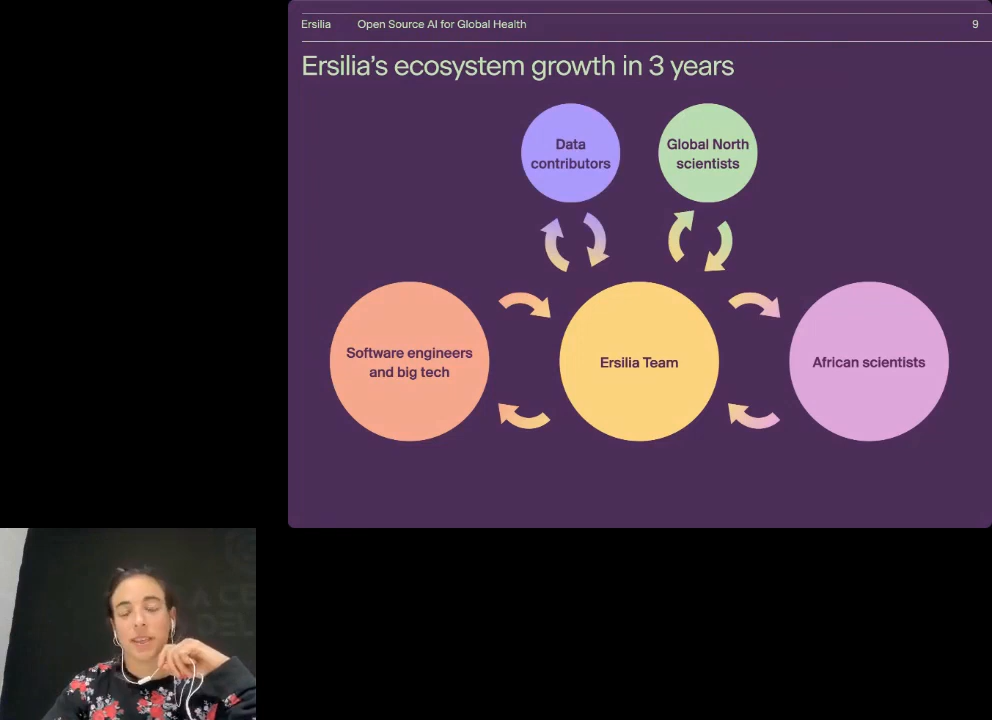 Ersilia Open Source AI for Global Health 9
Ersilia's ecosystem growth in 3 years
Data
contributors
Global North
scientists
Software engineers
and big tech
Ersilia Team
African scientists